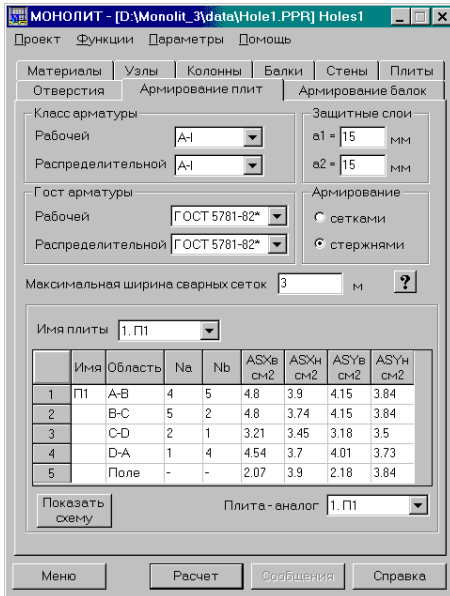 МОНОЛИТ - [D:\Monolit_3\data\Hole1.PPR] Holes1
Проект Функции Параметры Помощь
Материалы Узлы Колонны Балки Стены Плиты
Отверстия Армирование плит Армирование балок
Класс арматуры Защитные слои
Рабочей A-I a1 = 15 мм
Распределительной A-I a2 = 15 мм
Гост арматуры Армирование
Рабочей ГОСТ 5781-82* сетками
Распределительной ГОСТ 5781-82* стержнями
Максимальная ширина сварных сеток 3 м ?
Имя плиты 1. П1
Имя Область Na Nb ASXв см2 ASXн см2 ASYв см2 ASYн см2
1 П1 A-B 4 5 4.8 3.9 4.15 3.84
2 B-C 5 2 4.8 3.74 4.15 3.84
3 C-D 2 1 3.21 3.45 3.18 3.5
4 D-A 1 4 4.54 3.7 4.01 3.73
5 Поле - - 2.07 3.9 2.18 3.84
Показать схему Плита-аналог 1. П1
Меню Расчет Сообщения Справка